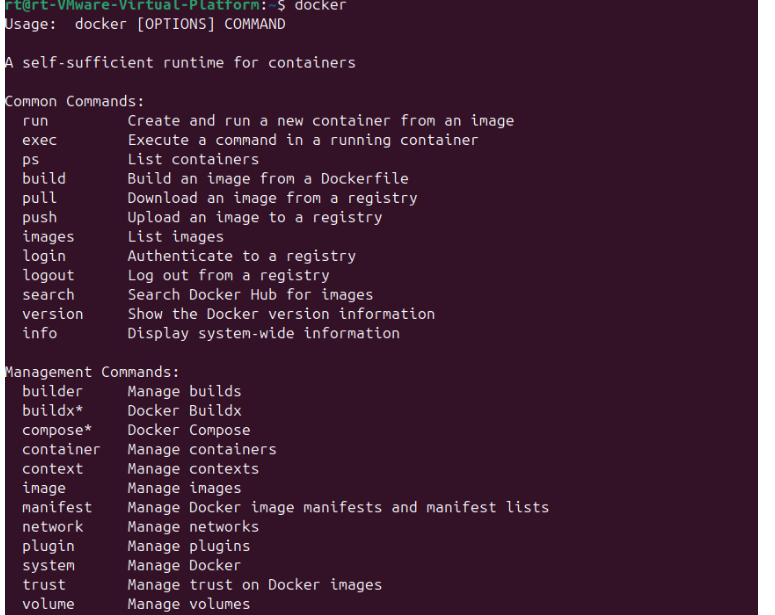 rt@rt-VMware-Virtual-Platform:~$ docker
Usage:  docker [OPTIONS] COMMAND

A self-sufficient runtime for containers

Common Commands:
  run         Create and run a new container from an image
  exec        Execute a command in a running container
  ps          List containers
  build       Build an image from a Dockerfile
  pull        Download an image from a registry
  push        Upload an image to a registry
  images      List images
  login       Authenticate to a registry
  logout      Log out from a registry
  search      Search Docker Hub for images
  version     Show the Docker version information
  info        Display system-wide information

Management Commands:
  builder     Manage builds
  buildx*     Docker Buildx
  compose*    Docker Compose
  container   Manage containers
  context     Manage contexts
  image       Manage images
  manifest    Manage Docker image manifests and manifest lists
  network     Manage networks
  plugin      Manage plugins
  system      Manage Docker
  trust       Manage trust on Docker images
  volume      Manage volumes